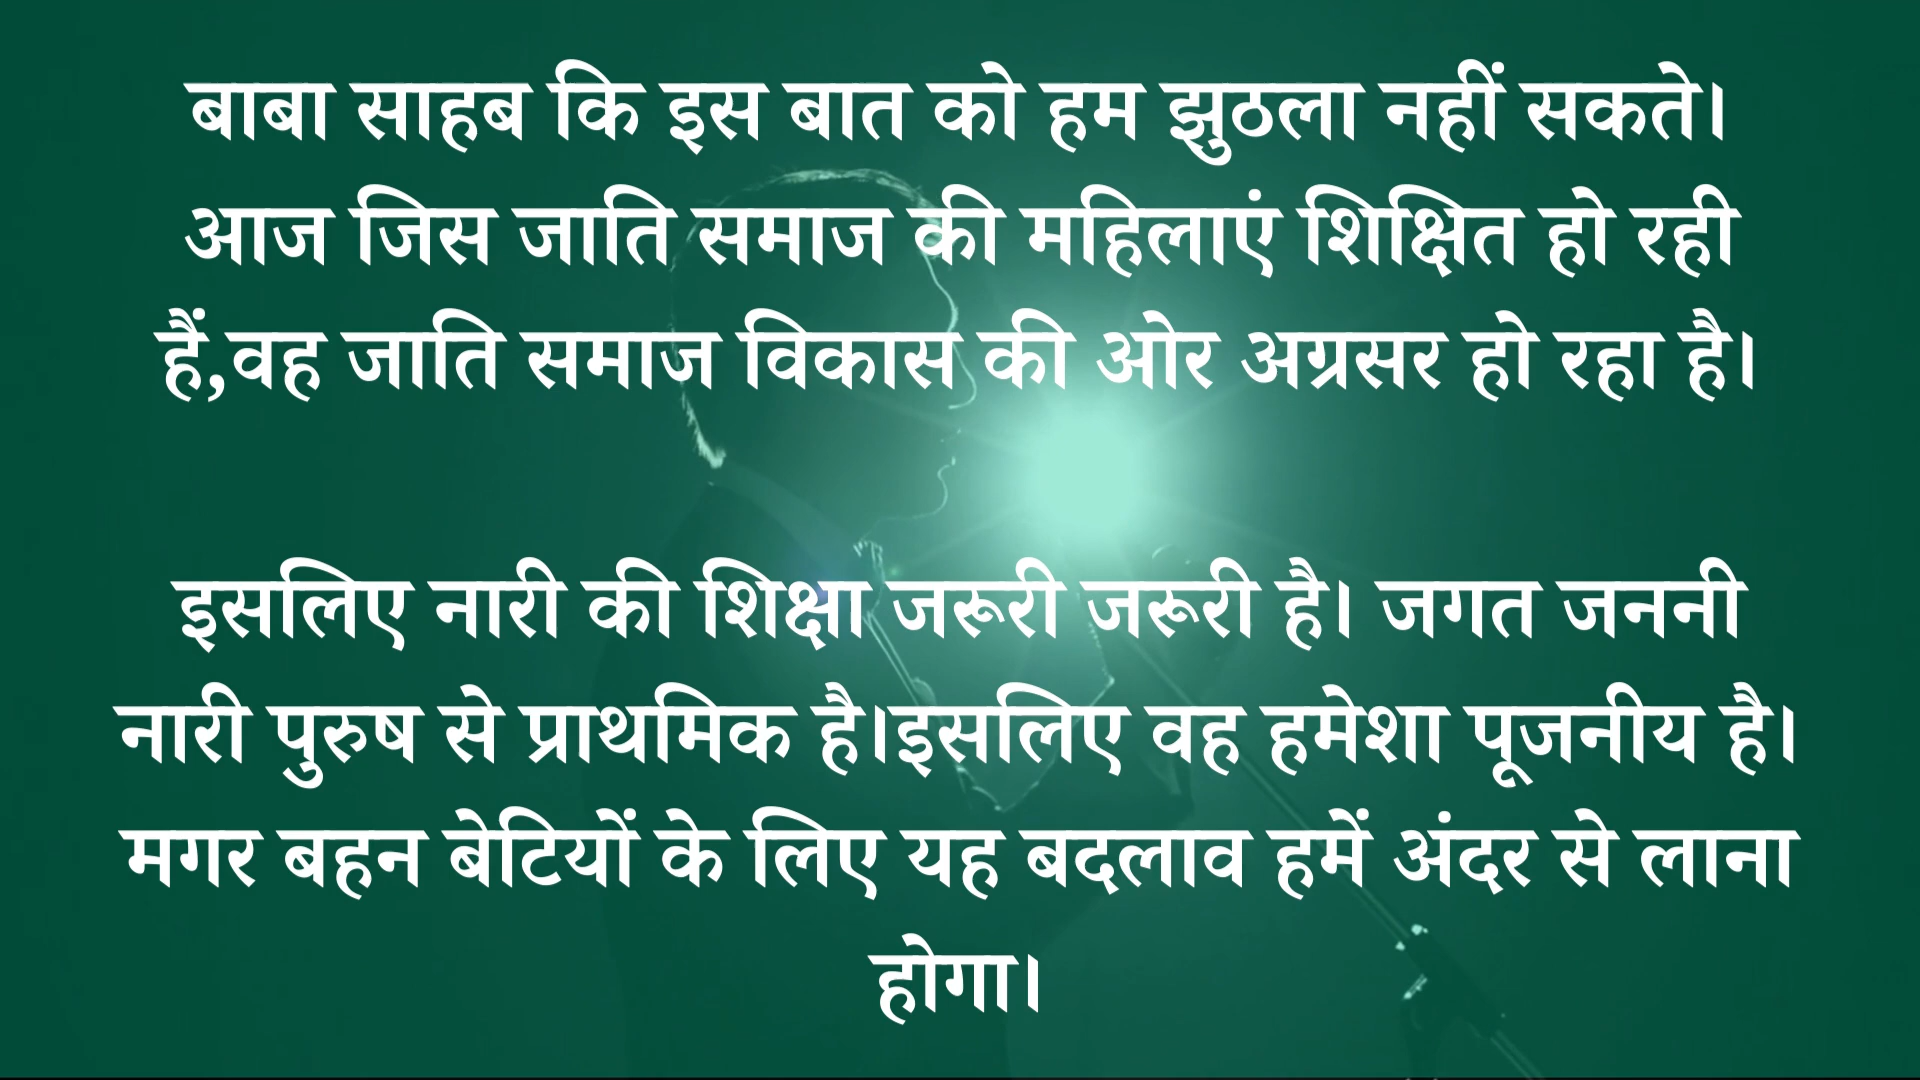 बाबा साहब कि इस बात को हम झुठला नहीं सकते।
आज जिस जाति समाज की महिलाएं शिक्षित हो रही
हैं,वह जाति समाज विकास की ओर अग्रसर हो रहा है।
इसलिए नारी की शिक्षा जरूरी जरूरी है। जगत जननी
नारी पुरुष से प्राथमिक है।इसलिए वह हमेशा पूजनीय है।
मगर बहन बेटियों के लिए यह बदलाव हमें अंदर से लाना
होगा।